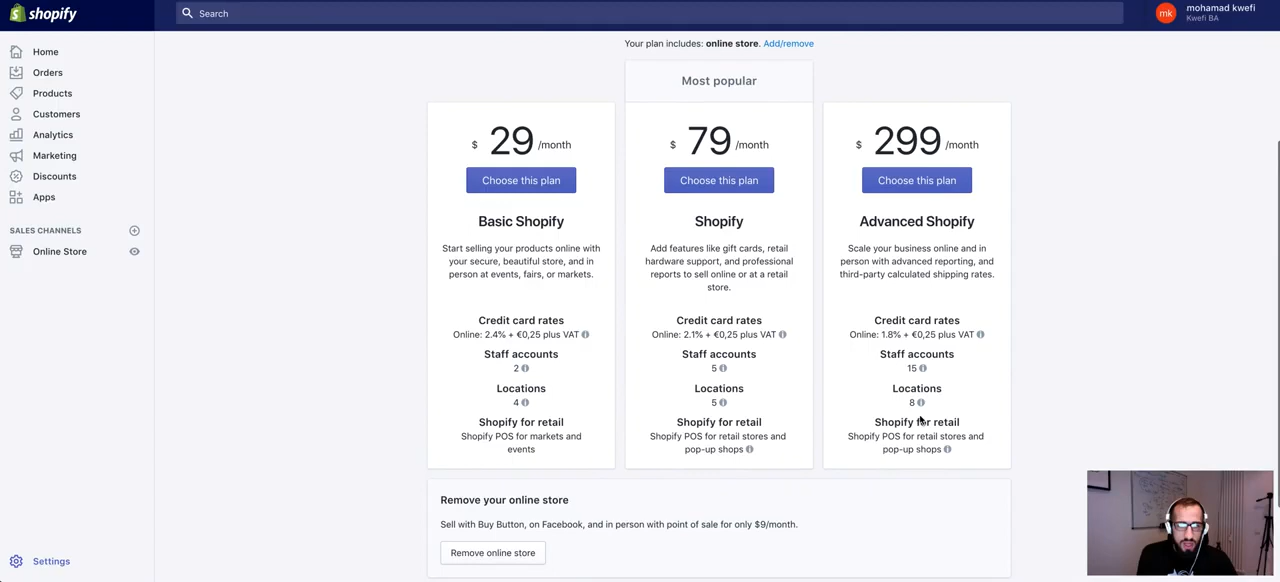 shopify
Search
mk
mohamad kwefi
Kwefi BA
Home
Orders
Products
Customers
Analytics
Marketing
Discounts
Apps
SALES CHANNELS
Online Store
Settings
Your plan includes: online store. Add/remove
Most popular
$ 29 /month
Choose this plan
Basic Shopify
Start selling your products online with
your secure, beautiful store, and in
person at events, fairs, or markets.
Credit card rates
Online: 2.4% + €0,25 plus VAT
Staff accounts
2
Locations
4
Shopify for retail
Shopify POS for markets and
events
$ 79 /month
Choose this plan
Shopify
Add features like gift cards, retail
hardware support, and professional
reports to sell online or at a retail
store.
Credit card rates
Online: 2.1% + €0,25 plus VAT
Staff accounts
5
Locations
5
Shopify for retail
Shopify POS for retail stores and
pop-up shops
$ 299 /month
Choose this plan
Advanced Shopify
Scale your business online and in
person with advanced reporting, and
third-party calculated shipping rates.
Credit card rates
Online: 1.8% + €0,25 plus VAT
Staff accounts
15
Locations
8
Shopify for retail
Shopify POS for retail stores and
pop-up shops
Remove your online store
Sell with Buy Button, on Facebook, and in person with point of sale for only $9/month.
Remove online store